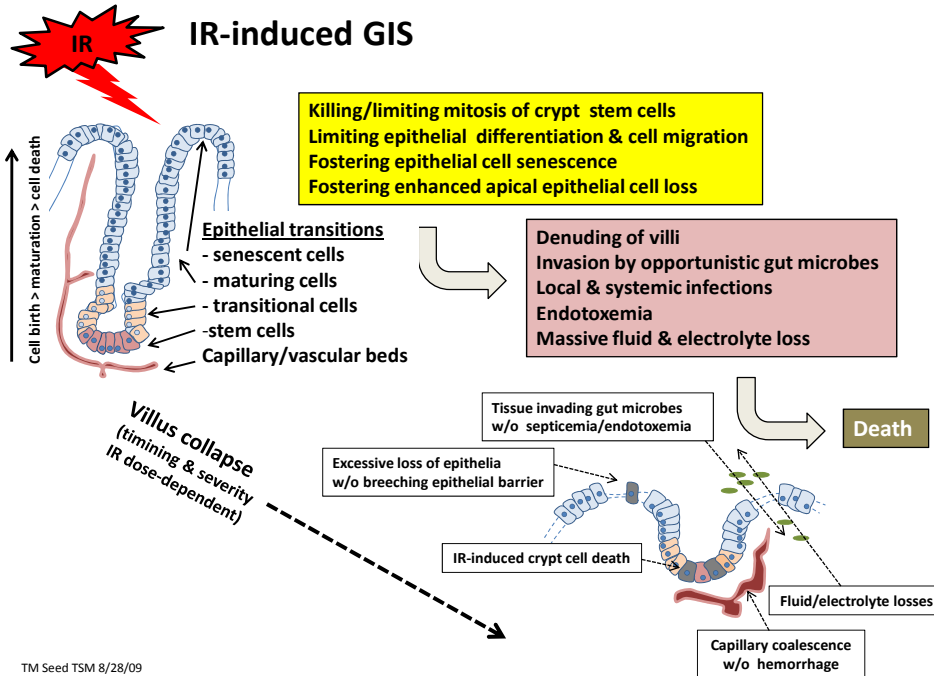 IR
IR-induced GIS
Killing/limiting mitosis of crypt stem cells
Limiting epithelial differentiation & cell migration
Fostering epithelial cell senescence
Fostering enhanced apical epithelial cell loss
Cell birth > maturation > cell death
Epithelial transitions
- senescent cells
- maturing cells
- transitional cells
-stem cells
Capillary/vascular beds
Denuding of villi
Invasion by opportunistic gut microbes
Local & systemic infections
Endotoxemia
Massive fluid & electrolyte loss
Death
Villus collapse
(timining & severity
IR dose-dependent)
Tissue invading gut microbes
w/o septicemia/endotoxemia
Excessive loss of epithelia
w/o breeching epithelial barrier
IR-induced crypt cell death
Fluid/electrolyte losses
Capillary coalescence
w/o hemorrhage
TM Seed TSM 8/28/09